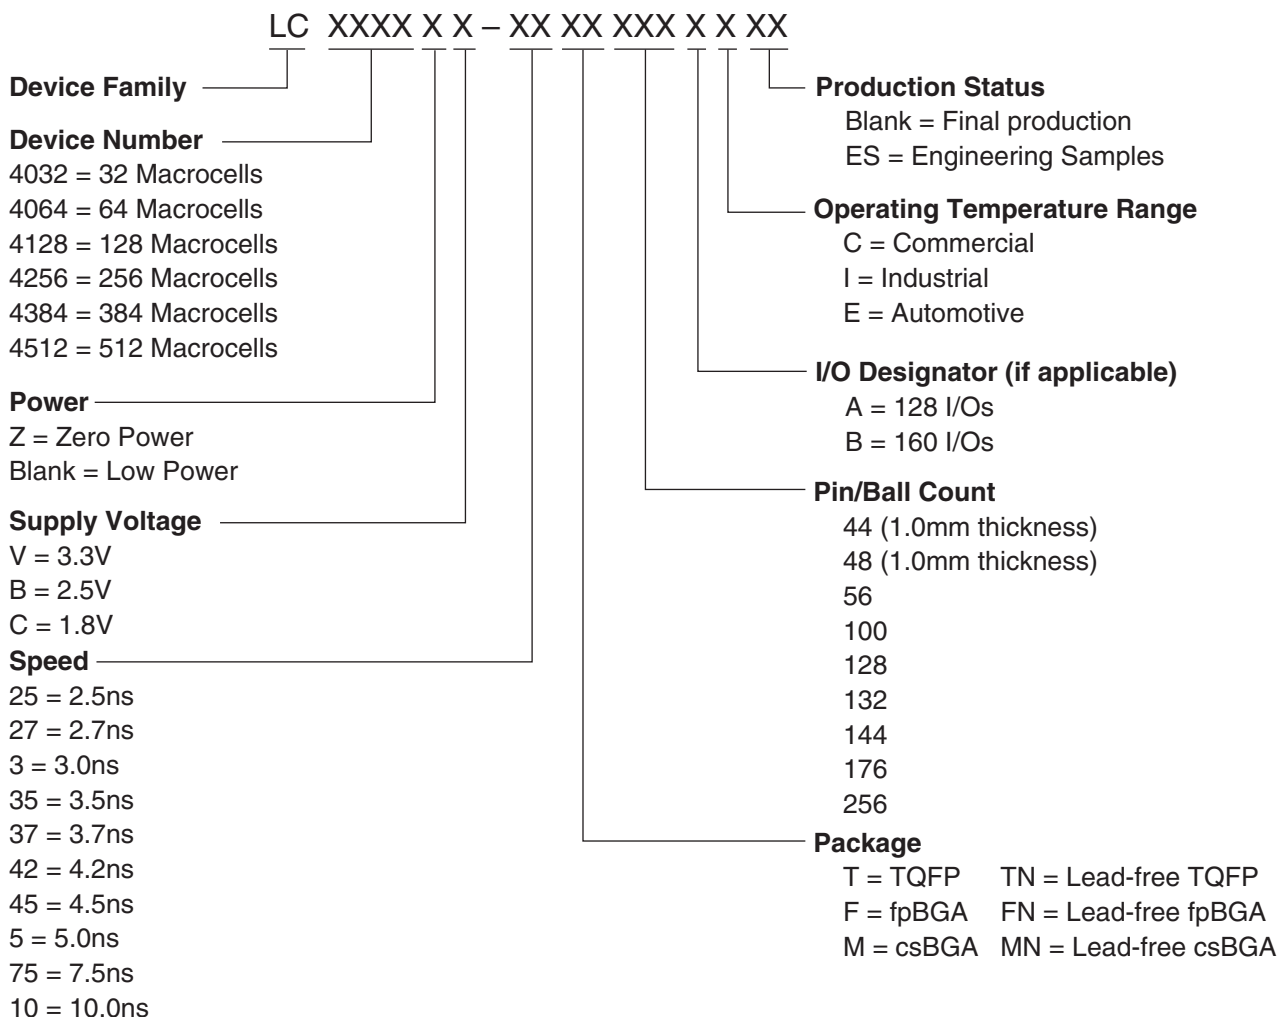 LC XXXX X X – XX XX XXX X X XX
Device Family
Device Number
4032 = 32 Macrocells
4064 = 64 Macrocells
4128 = 128 Macrocells
4256 = 256 Macrocells
4384 = 384 Macrocells
4512 = 512 Macrocells
Power
Z = Zero Power
Blank = Low Power
Supply Voltage
V = 3.3V
B = 2.5V
C = 1.8V
Speed
25 = 2.5ns
27 = 2.7ns
3 = 3.0ns
35 = 3.5ns
37 = 3.7ns
42 = 4.2ns
45 = 4.5ns
5 = 5.0ns
75 = 7.5ns
10 = 10.0ns
Production Status
Blank = Final production
ES = Engineering Samples
Operating Temperature Range
C = Commercial
I = Industrial
E = Automotive
I/O Designator (if applicable)
A = 128 I/Os
B = 160 I/Os
Pin/Ball Count
44 (1.0mm thickness)
48 (1.0mm thickness)
56
100
128
132
144
176
256
Package
T = TQFP TN = Lead-free TQFP
F = fpBGA FN = Lead-free fpBGA
M = csBGA MN = Lead-free csBGA